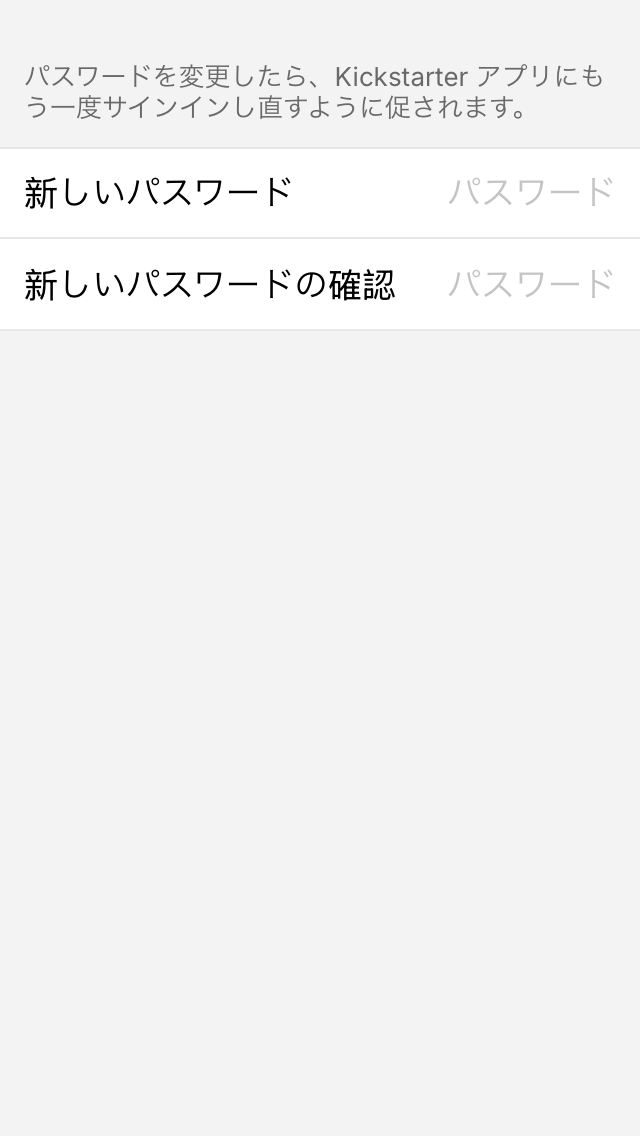 パスワードを変更したら、Kickstarter アプリにも
う一度サインインし直すように促されます。
新しいパスワード パスワード
新しいパスワードの確認 パスワード